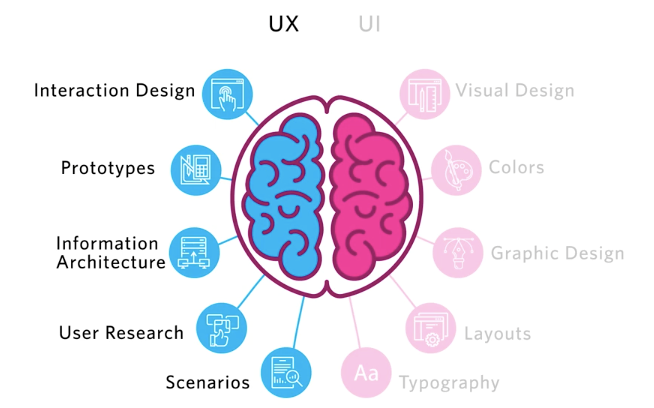 UX
UI
Interaction Design
Visual Design
Prototypes
Colors
Information
Architecture
Graphic Design
User Research
Layouts
Scenarios
Aa
Typography